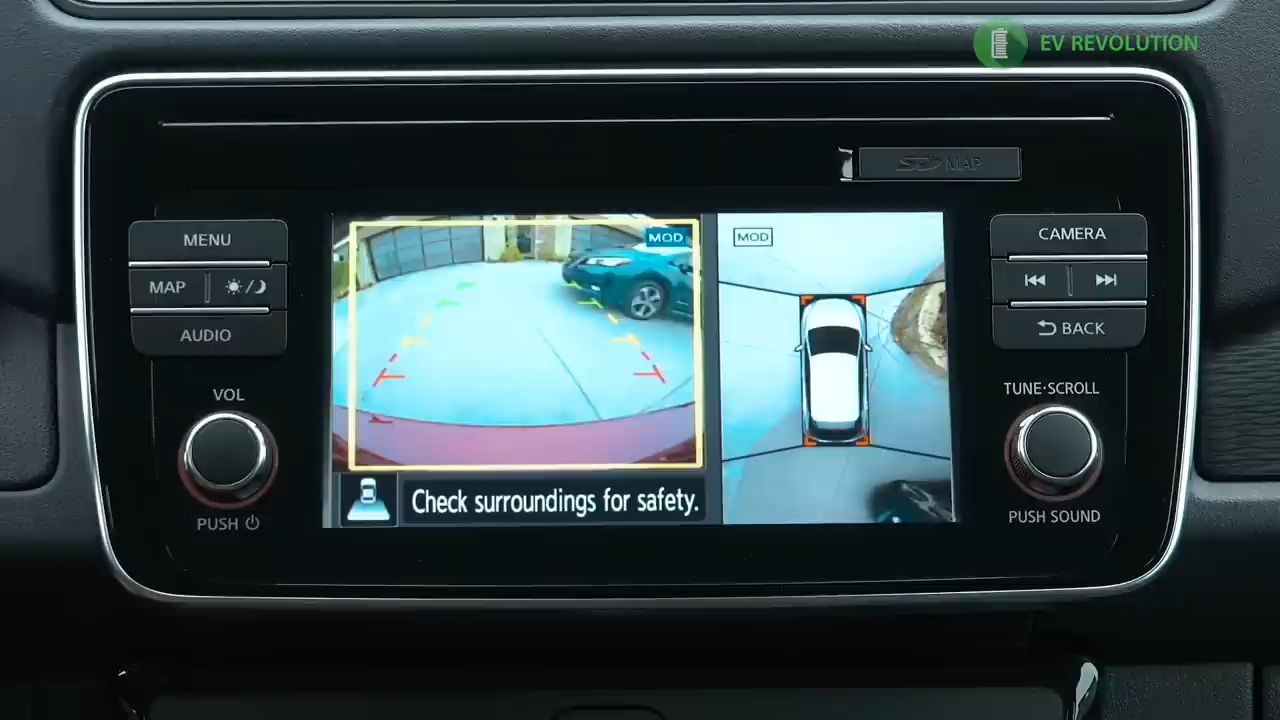 EV REVOLUTION
SD MAP
MENU
MAP
AUDIO
VOL
PUSH
MOD
MOD
Check surroundings for safety.
CAMERA
BACK
TUNE·SCROLL
PUSH SOUND